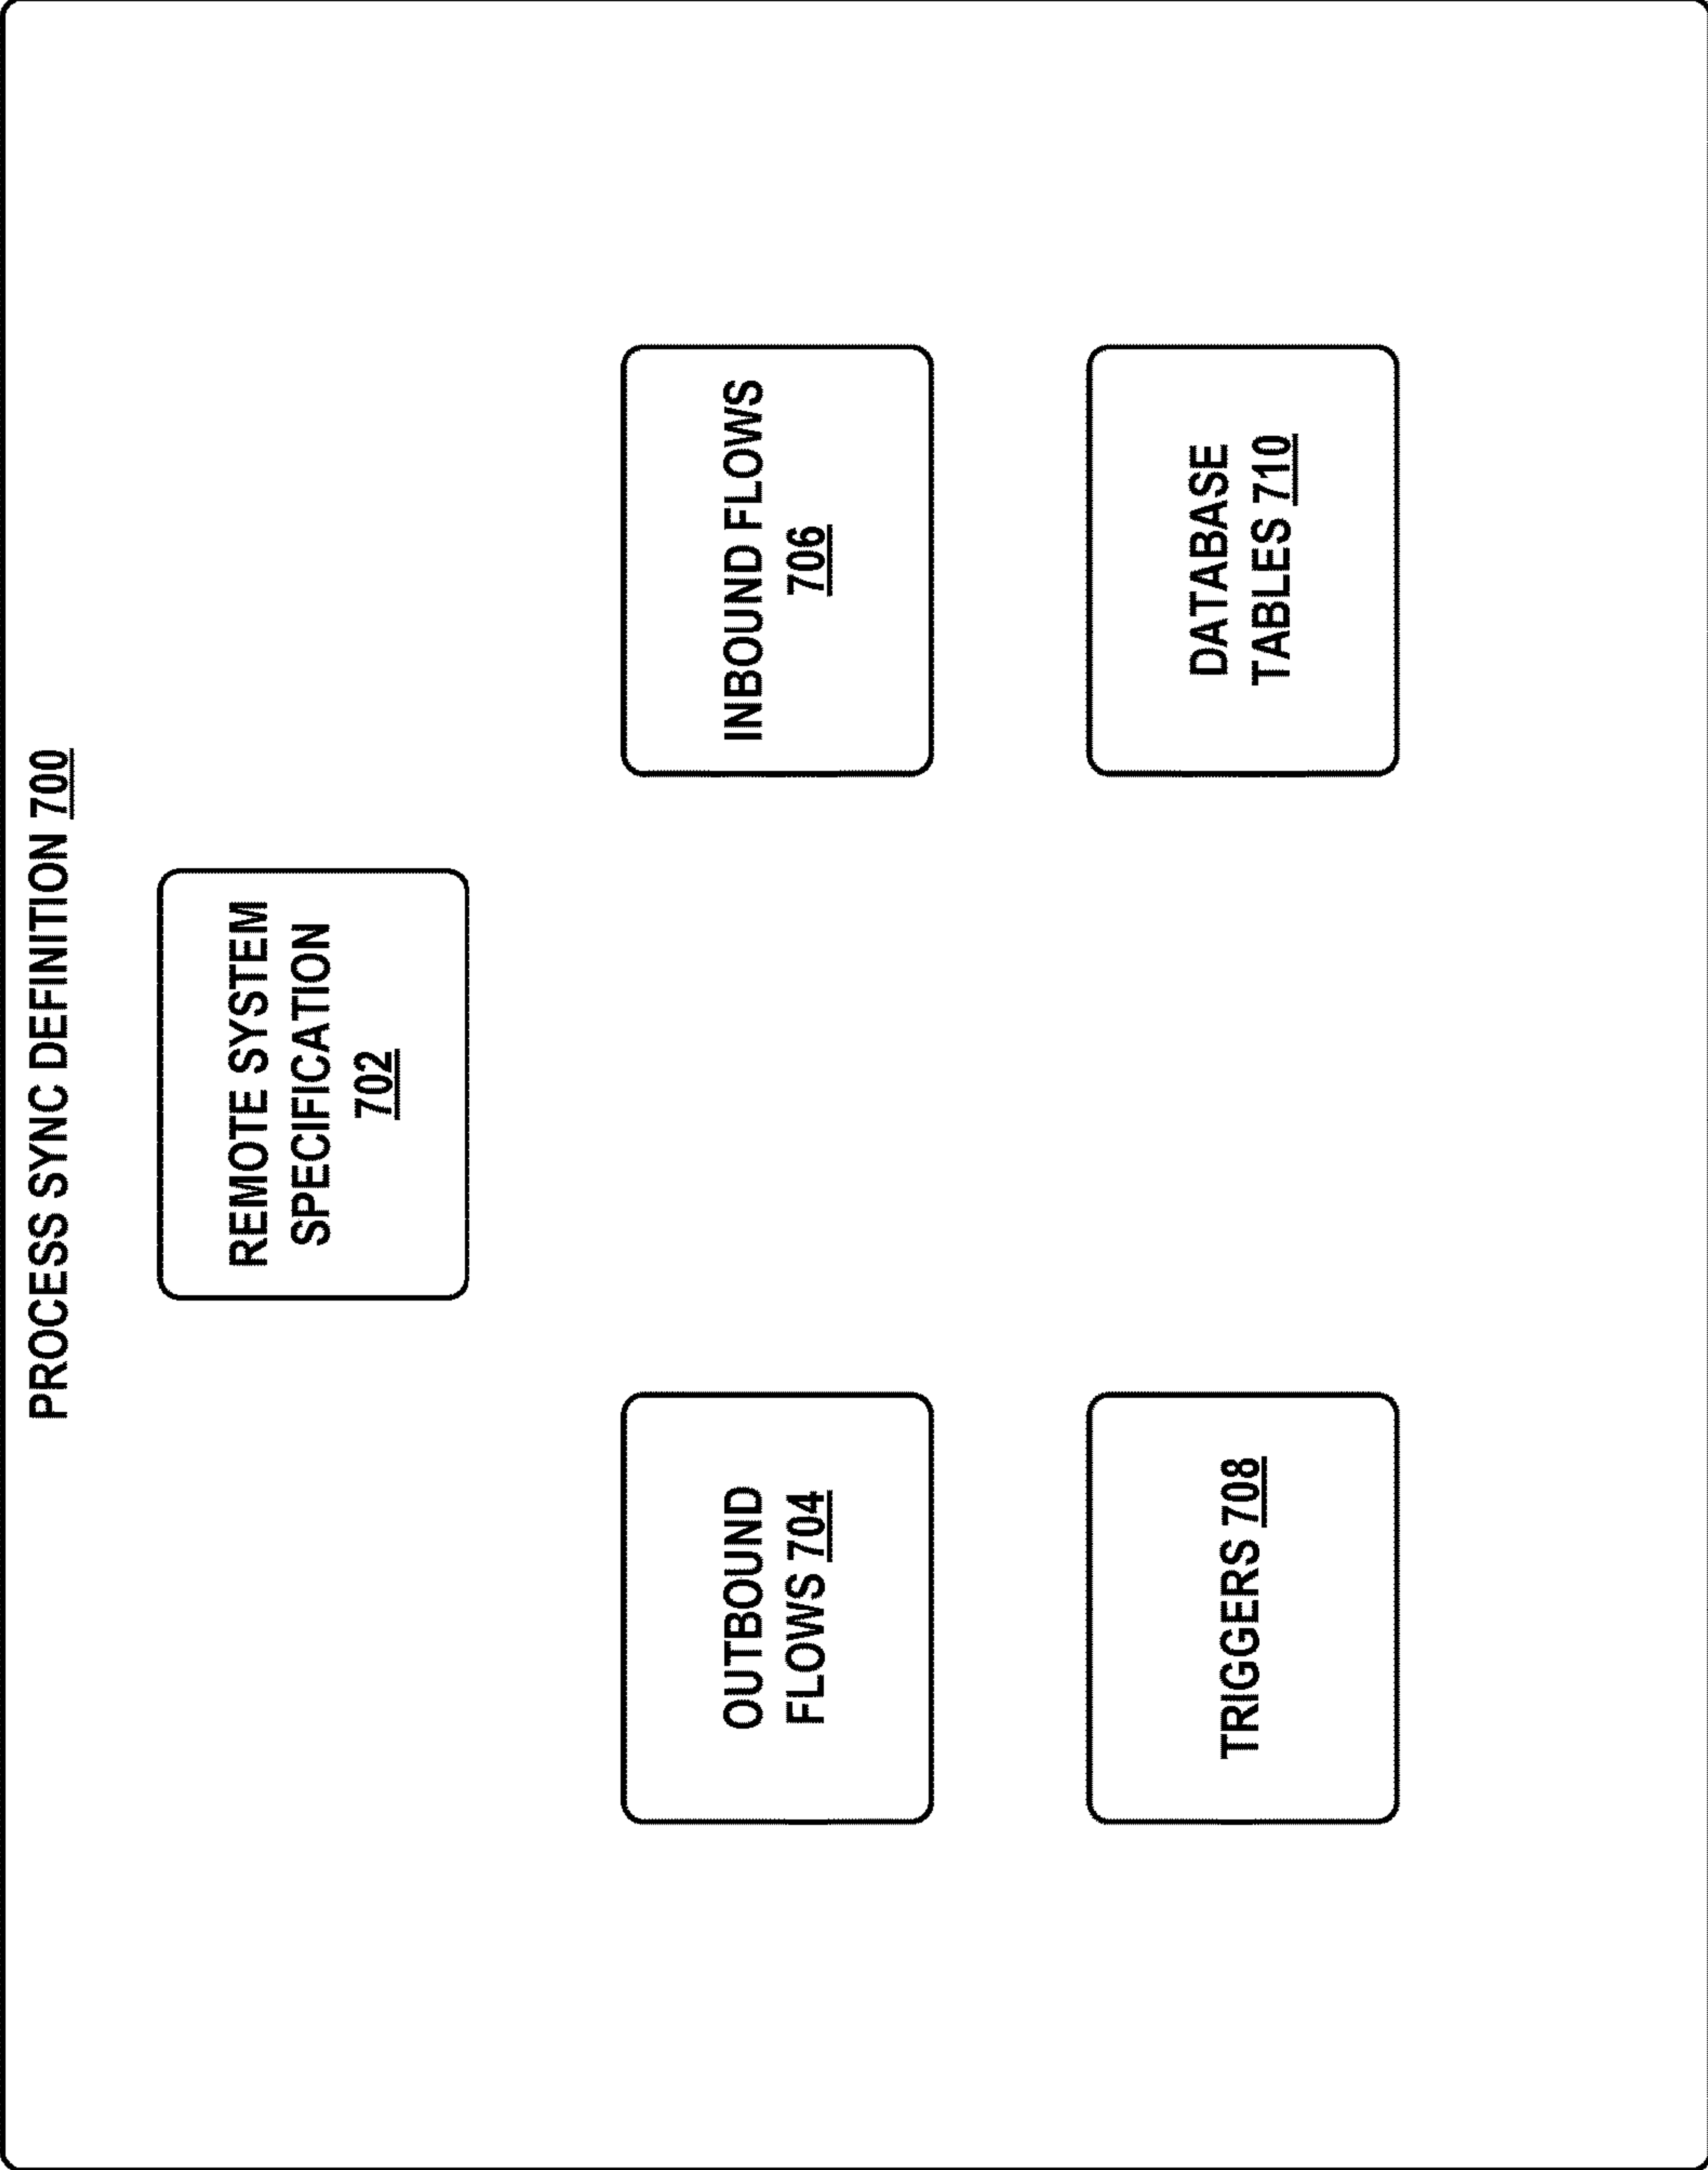 PROCESS SYNC DEFINITION 700
REMOTE SYSTEM
SPECIFICATION
702
OUTBOUND
FLOWS 704
INBOUND FLOWS
706
TRIGGERS 708
DATABASE
TABLES 710